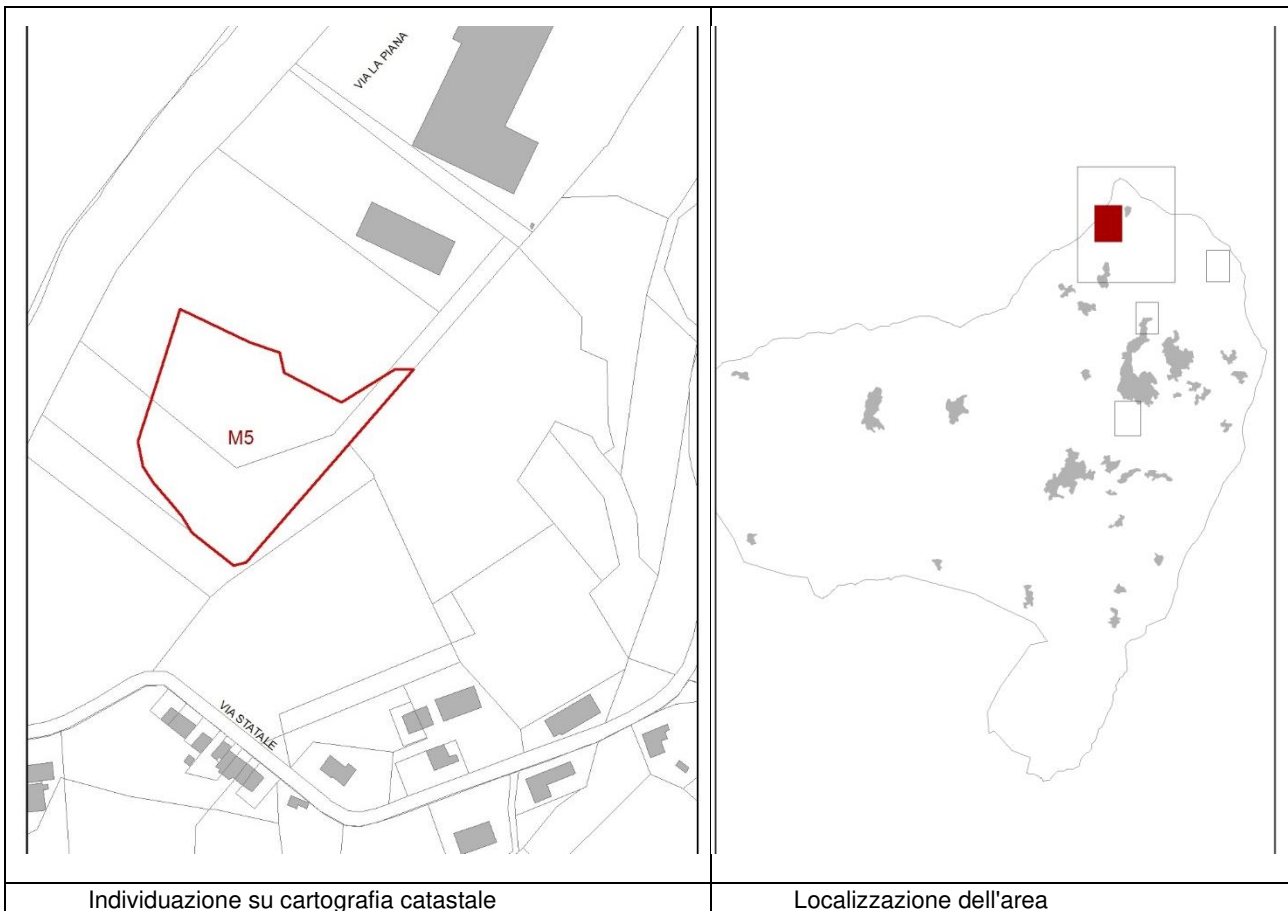 VIA LA PIANA
M5
VIA STATALE
Individuazione su cartografia catastale
Localizzazione dell'area